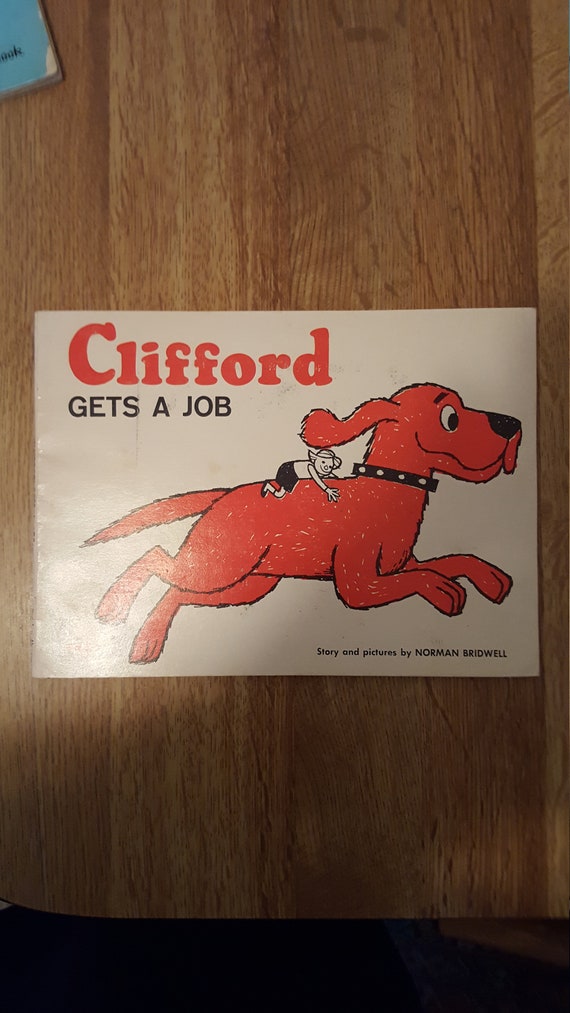 Clifford
GETS A JOB
Story and pictures by NORMAN BRIDWELL